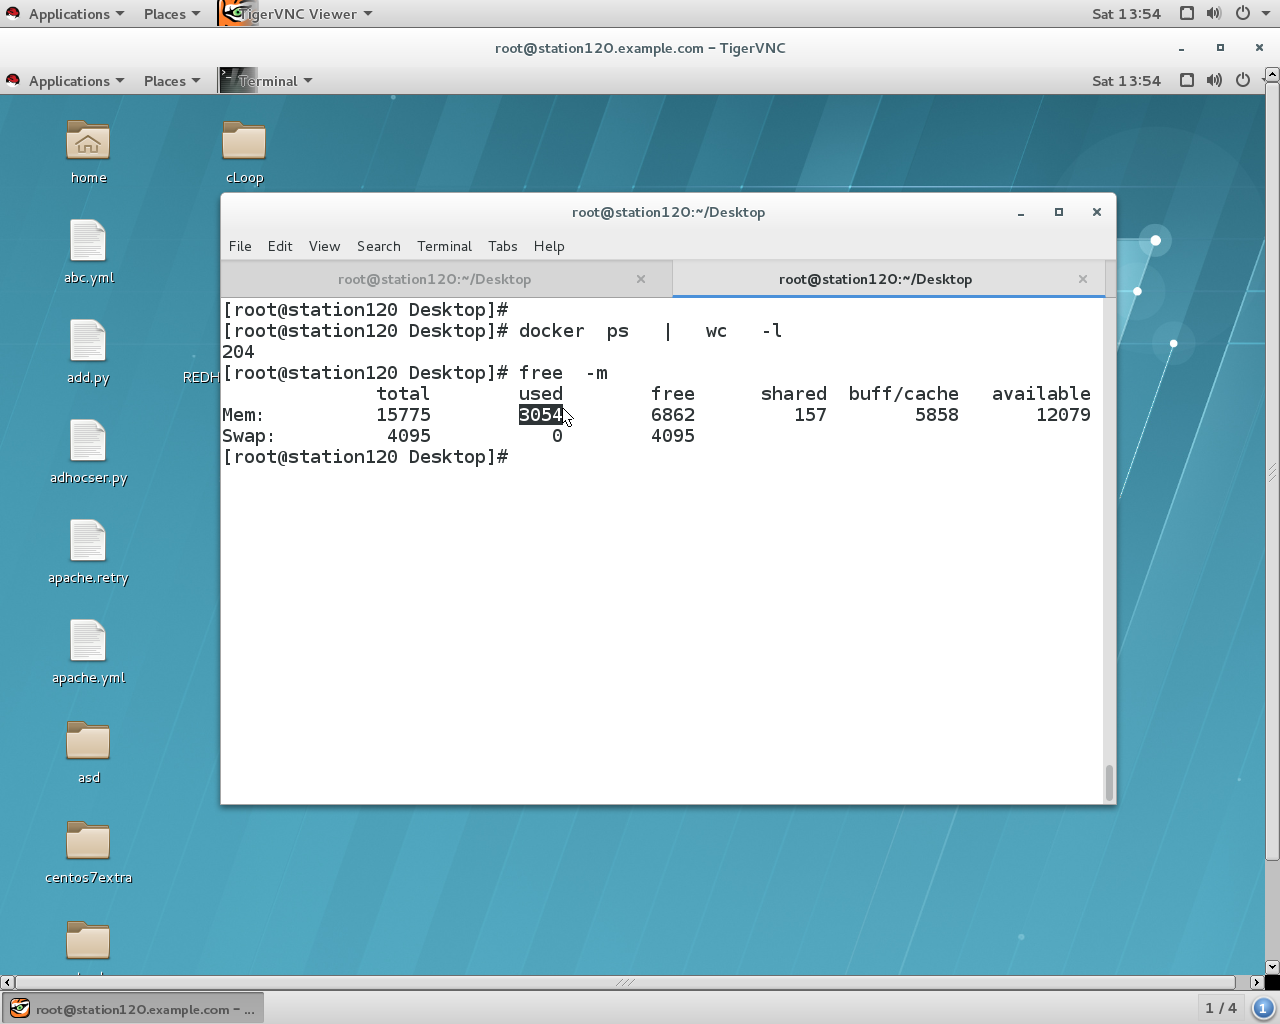 Applications Places TigerVNC Viewer Sat 13:54
root@station120.example.com – TigerVNC
Applications Places Terminal Sat 13:54
home
cLoop
abc.yml
add.py
REDH
adhocser.py
apache.retry
apache.yml
asd
centos7extra
root@station120:~/Desktop
File Edit View Search Terminal Tabs Help
root@station120:~/Desktop root@station120:~/Desktop
[root@station120 Desktop]#
[root@station120 Desktop]# docker  ps   |   wc   -l
204
[root@station120 Desktop]# free  -m
              total        used        free      shared  buff/cache   available
Mem:          15775        3054        6862         157        5858       12079
Swap:          4095           0        4095
[root@station120 Desktop]#
root@station120.example.com – ... 1 / 4 1